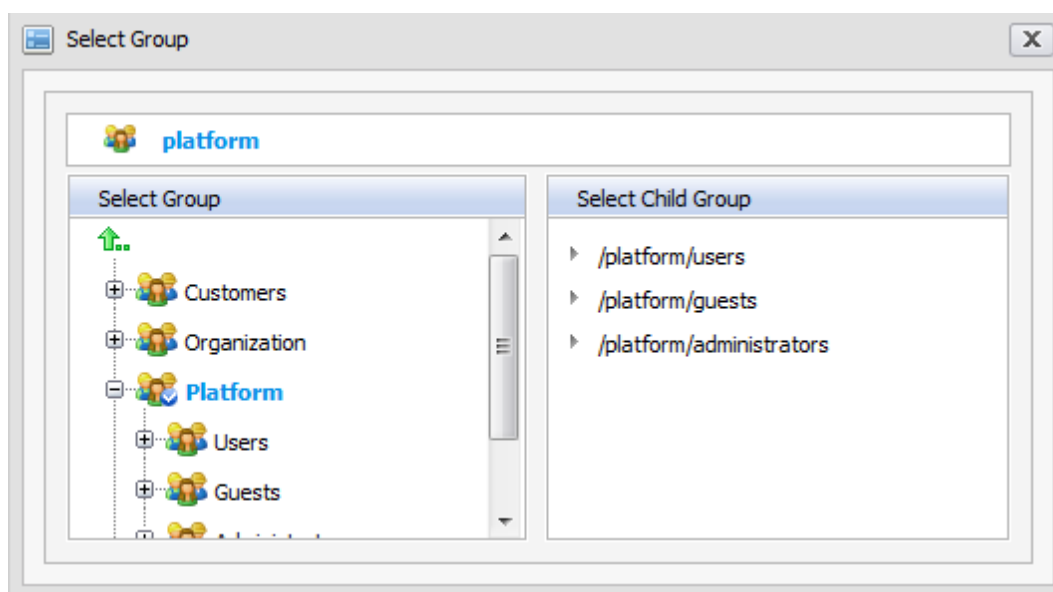 Select Group
platform
Select Group
Customers
Organization
Platform
Users
Guests
Select Child Group
/platform/users
/platform/guests
/platform/administrators